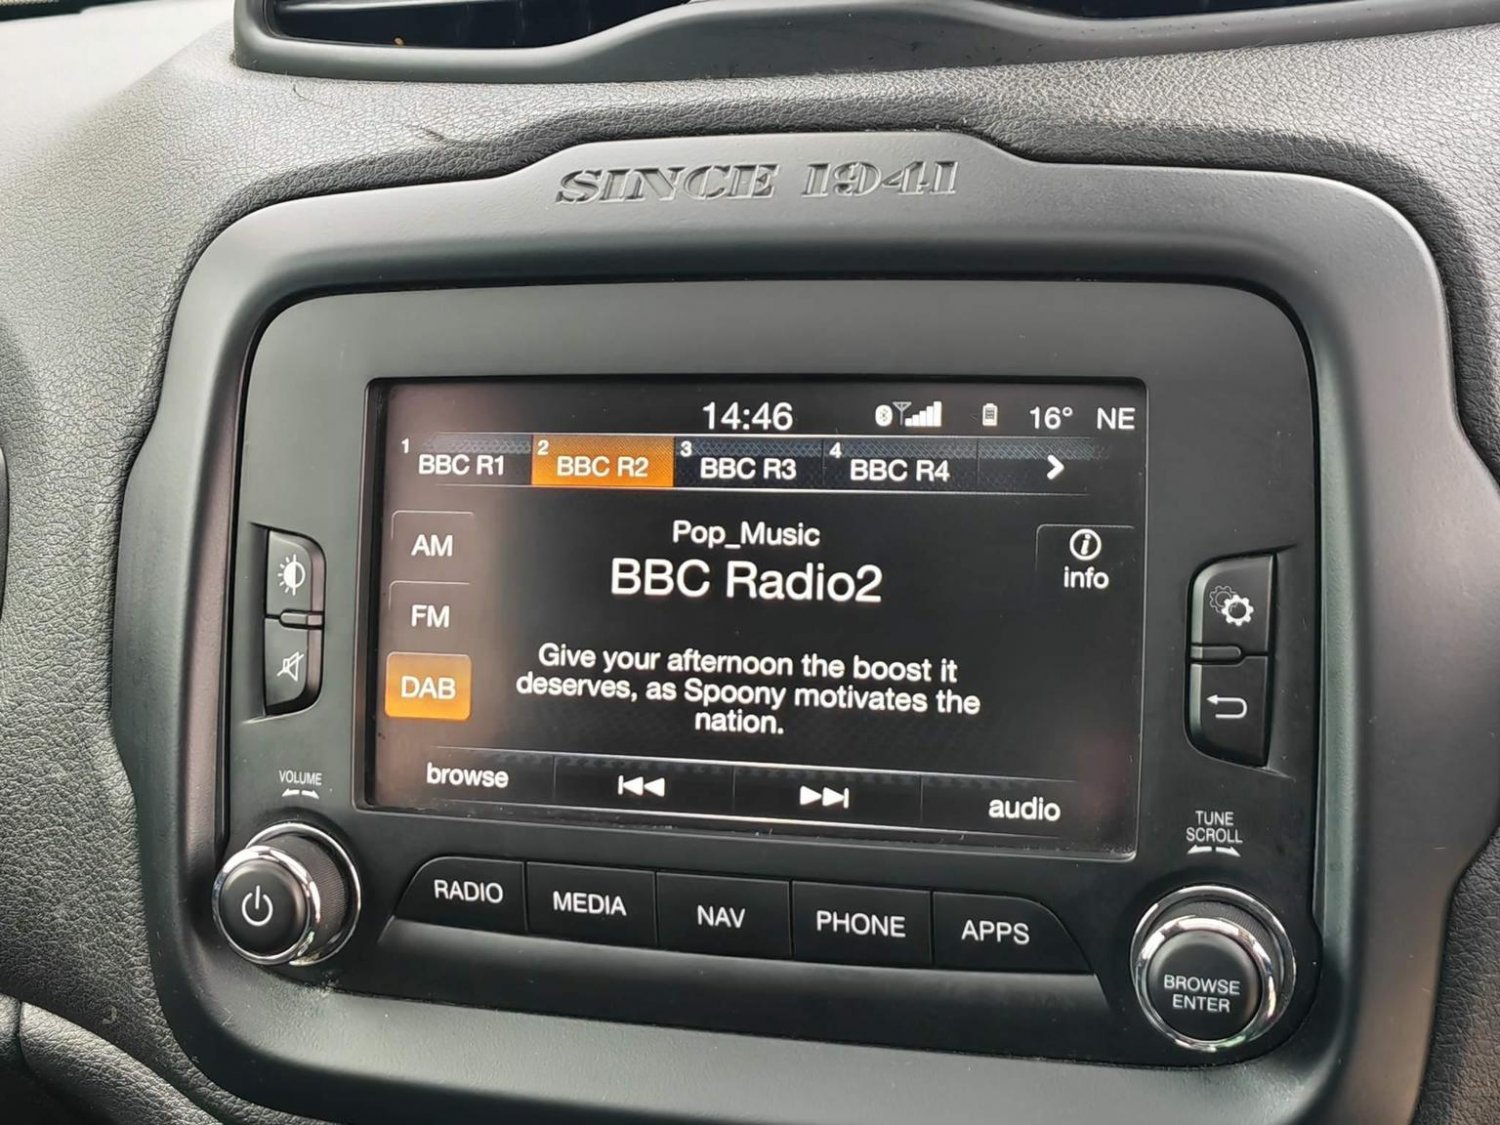 SINCE 1941
14:46 16° NE
1 BBC R1 2 BBC R2 3 BBC R3 4 BBC R4
AM
FM
DAB
Pop_Music
BBC Radio2
Give your afternoon the boost it
deserves, as Spoony motivates the
nation.
i
info
browse audio
VOLUME
TUNE
SCROLL
RADIO MEDIA NAV PHONE APPS
BROWSE
ENTER